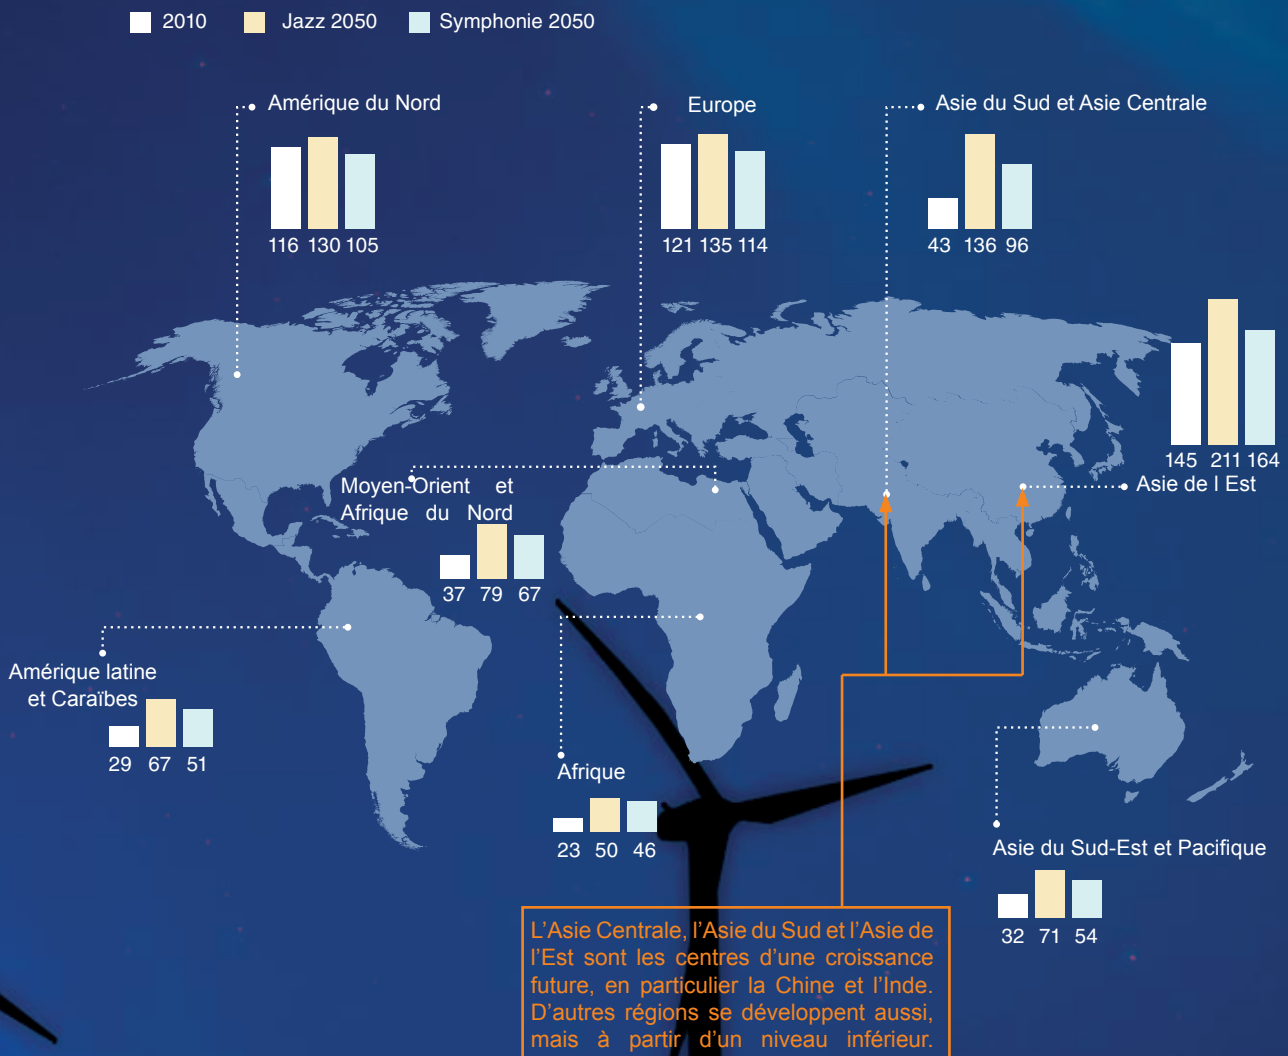 2010 Jazz 2050 Symphonie 2050
Amérique du Nord
116 130 105
Europe
121 135 114
Asie du Sud et Asie Centrale
43 136 96
145 211 164
Asie de l Est
Moyen-Orient et
Afrique du Nord
37 79 67
Amérique latine
et Caraïbes
29 67 51
Afrique
23 50 46
Asie du Sud-Est et Pacifique
32 71 54
L'Asie Centrale, l'Asie du Sud et l'Asie de
l'Est sont les centres d'une croissance
future, en particulier la Chine et l'Inde.
D'autres régions se développent aussi,
mais à partir d'un niveau inférieur.